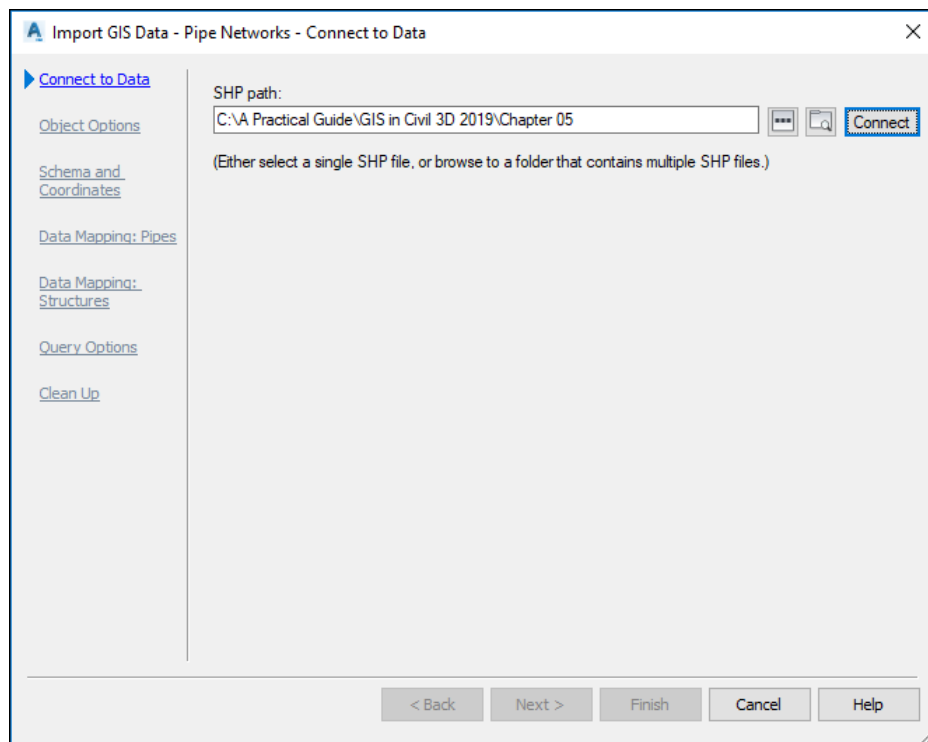 Import GIS Data - Pipe Networks - Connect to Data
Connect to Data
Object Options
Schema and
Coordinates
Data Mapping: Pipes
Data Mapping:
Structures
Query Options
Clean Up
SHP path:
C:\A Practical Guide\GIS in Civil 3D 2019\Chapter 05
Connect
(Either select a single SHP file, or browse to a folder that contains multiple SHP files.)
< Back
Next >
Finish
Cancel
Help